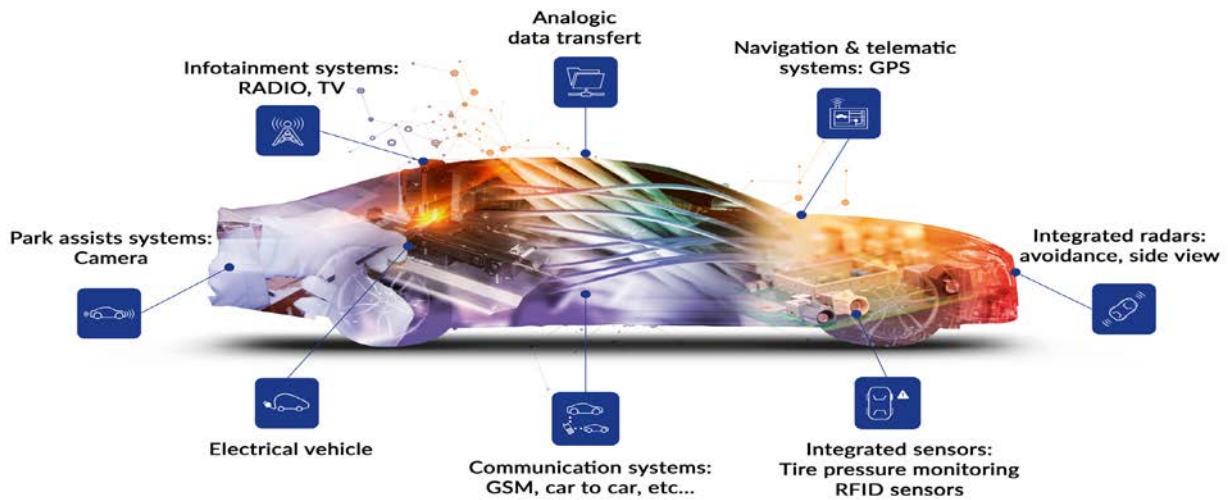 Analogic
data transfert
Navigation & telematic
systems: GPS
Infotainment systems:
RADIO, TV
Park assists systems:
Camera
Integrated radars:
avoidance, side view
Electrical vehicle
Communication systems:
GSM, car to car, etc...
Integrated sensors:
Tire pressure monitoring
RFID sensors